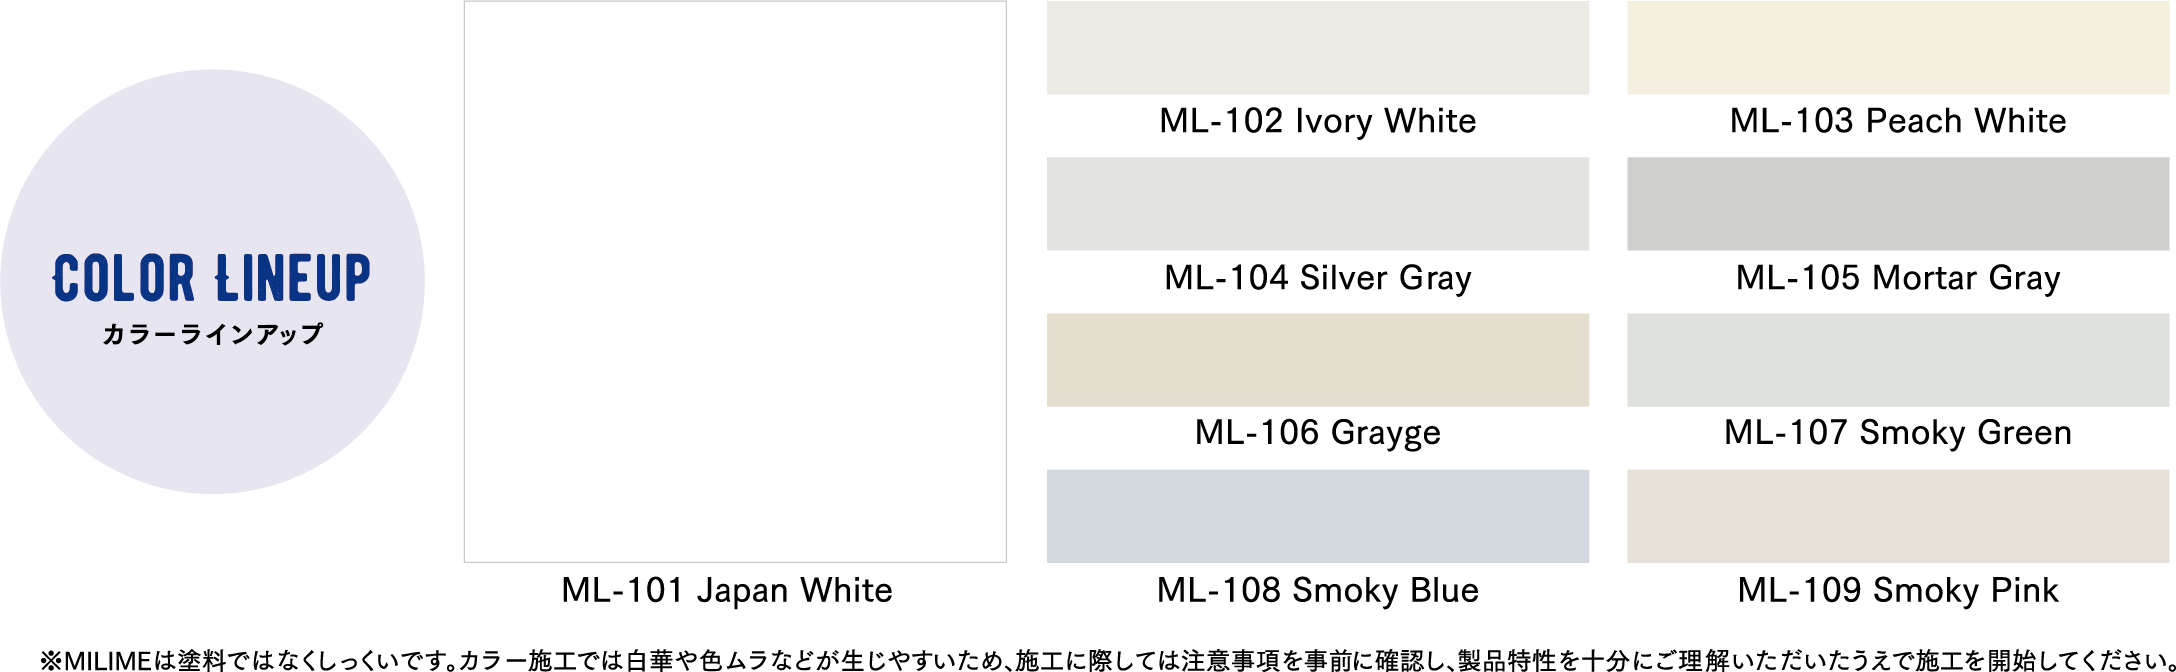 COLOR LINEUP
カラーラインアップ
ML-101 Japan White
ML-102 Ivory White
ML-103 Peach White
ML-104 Silver Gray
ML-105 Mortar Gray
ML-106 Grayge
ML-107 Smoky Green
ML-108 Smoky Blue
ML-109 Smoky Pink
※MILIMEは塗料ではなくしっくいです。カラー施工では白華や色ムラなどが生じやすいため、施工に際しては注意事項を事前に確認し、製品特性を十分にご理解いただいたうえで施工を開始してください。